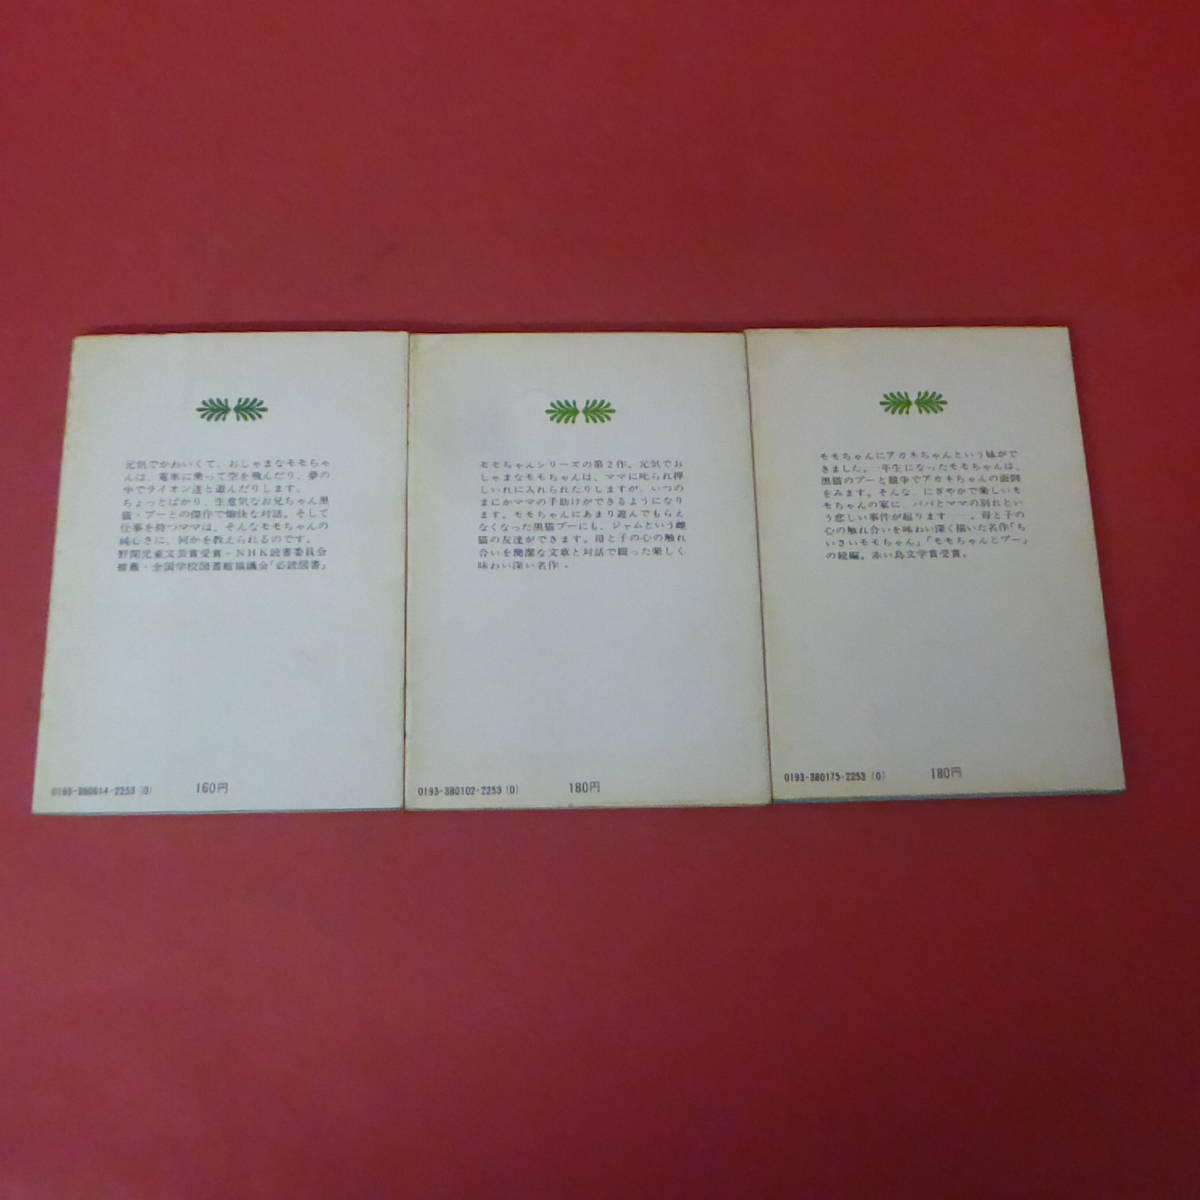 元気でかわいくて、おしゃまなモモちゃ
んは、電車に乗って空を飛んだり、夢の
中でライオン達と遊んだりします。
ちょっとばかり、生意気なお兄ちゃん黒
猫・プーとの傑作で愉快な対話。そして
仕事を持つママは、そんなモモちゃんの
純心さに、何かを教えられるのです。
野間児童文芸賞受賞・NHK読書委員会
推薦・全国学校図書館協議会「必読図書」
160円
モモちゃんシリーズの第2作。元気でお
しゃまなモモちゃんは、ママに叱られ押
しいれに入れられたりしますが、いつの
まにかママの手助けができるようになり
ます。モモちゃんにあまり遊んでもらえ
なくなった黒猫プーにも、ジャムという雌
猫の友達ができます。母と子の心の触れ
合いを簡潔な文章と対話で綴った楽しく
味わい深い名作。
0193-380102-2253 (0)
180円
モモちゃんにアカネちゃんという妹がで
きました。一年生になったモモちゃんは、
黒猫のプーと競争でアカネちゃんの面倒
をみます。そんな、にぎやかで楽しいモ
モちゃんの家に、パパとママの別れとい
う悲しい事件が起ります──。母と子の
心の触れ合いを味わい深く描いた名作「ち
いさいモモちゃん」「モモちゃんとプー」
の続編。赤い鳥文学賞受賞。
0193-380175-2253 (0)
180円